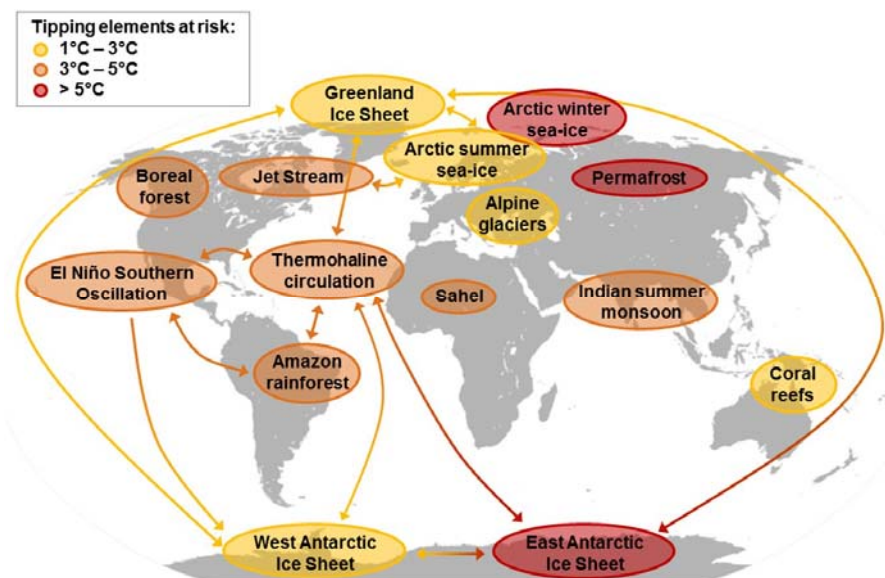 Tipping elements at risk:
1°C – 3°C
3°C – 5°C
> 5°C
Greenland
Ice Sheet
Arctic winter
sea-ice
Arctic summer
sea-ice
Boreal
forest
Jet Stream
Permafrost
Alpine
glaciers
El Niño Southern
Oscillation
Thermohaline
circulation
Sahel
Indian summer
monsoon
Amazon
rainforest
Coral
reefs
West Antarctic
Ice Sheet
East Antarctic
Ice Sheet